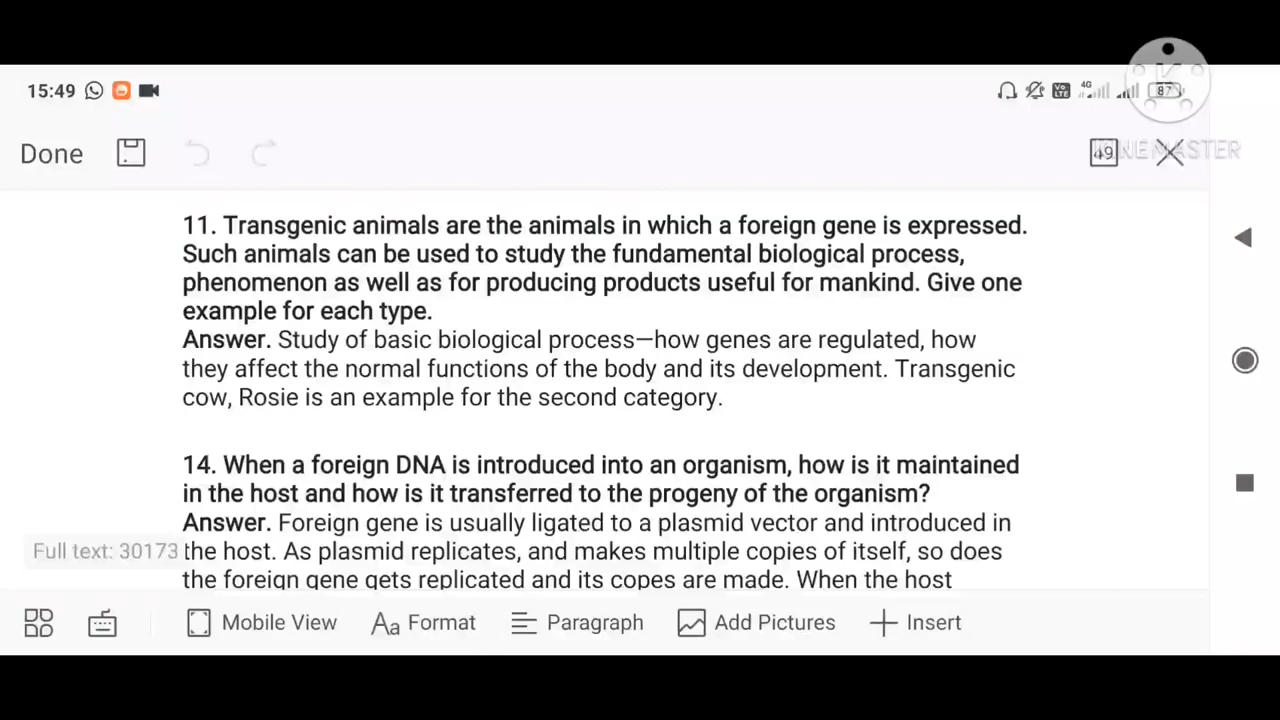 15:49
4G
Vo LTE
87
Done
49
KINEMASTER
11. Transgenic animals are the animals in which a foreign gene is expressed.
Such animals can be used to study the fundamental biological process,
phenomenon as well as for producing products useful for mankind. Give one
example for each type.
Answer. Study of basic biological process—how genes are regulated, how
they affect the normal functions of the body and its development. Transgenic
cow, Rosie is an example for the second category.
14. When a foreign DNA is introduced into an organism, how is it maintained
in the host and how is it transferred to the progeny of the organism?
Answer. Foreign gene is usually ligated to a plasmid vector and introduced in
the host. As plasmid replicates, and makes multiple copies of itself, so does
the foreign gene gets replicated and its copes are made. When the host
Full text: 30173
Mobile View
Aa Format
Paragraph
Add Pictures
Insert